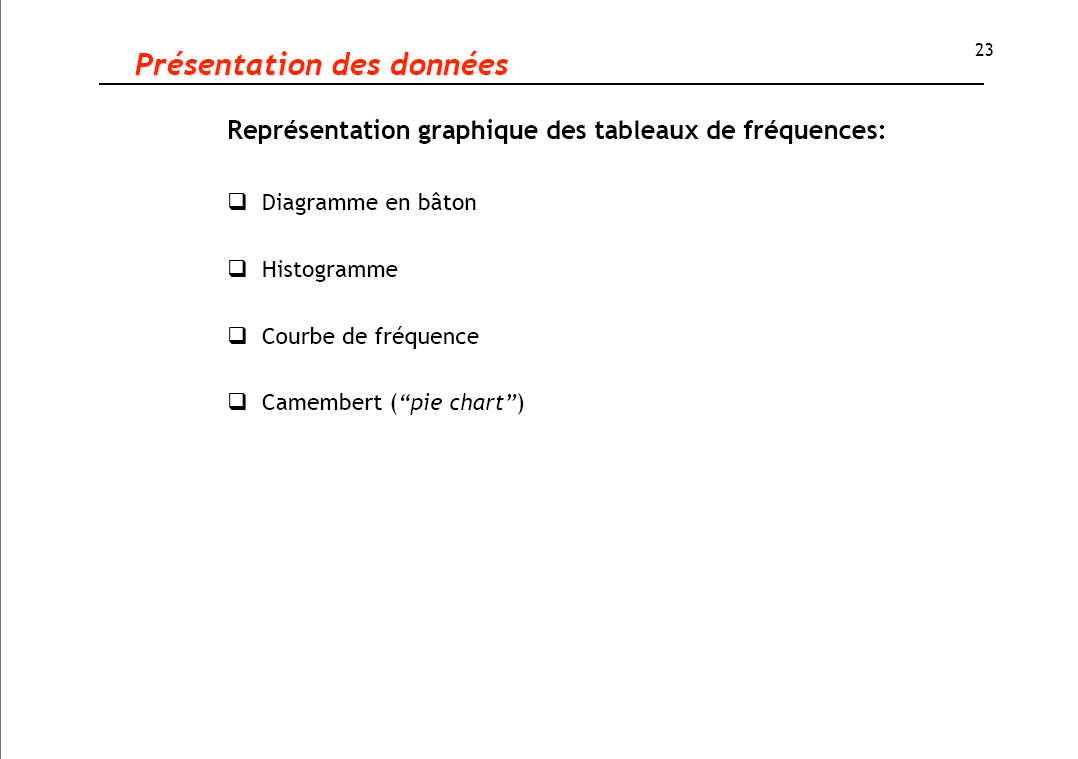 23
Présentation des données
Représentation graphique des tableaux de fréquences:
❑ Diagramme en bâton
❑ Histogramme
❑ Courbe de fréquence
❑ Camembert (“pie chart”)